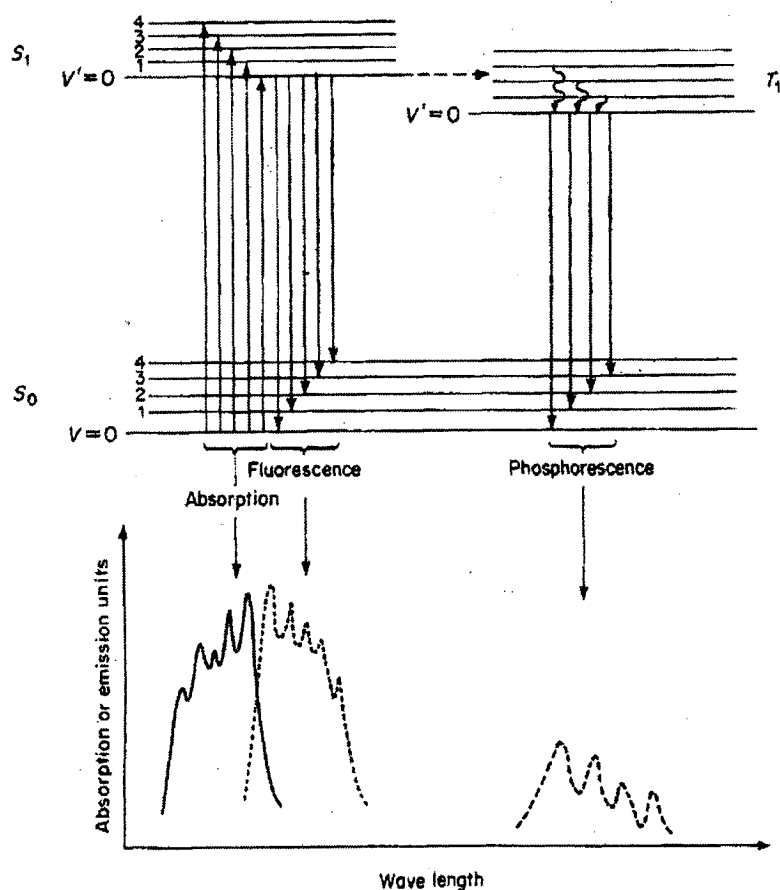 4
3
2
1
S₁
V'=0
T₁
V'=0
4
3
2
1
S₀
V=0
Fluorescence
Absorption
Phosphorescence
Absorption or emission units
Wave length